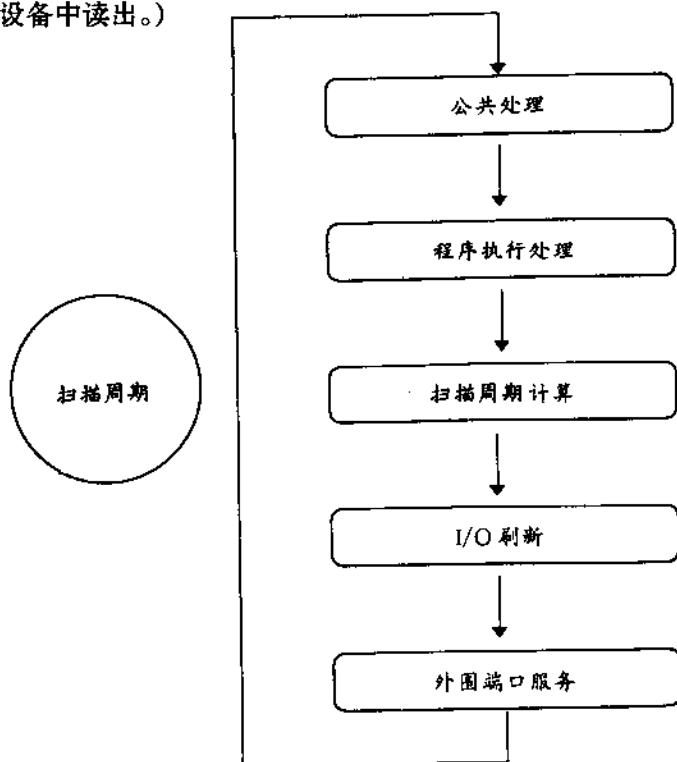 设备中读出。)
公共处理
程序执行处理
扫描周期
扫描周期计算
I/O 刷新
外围端口服务